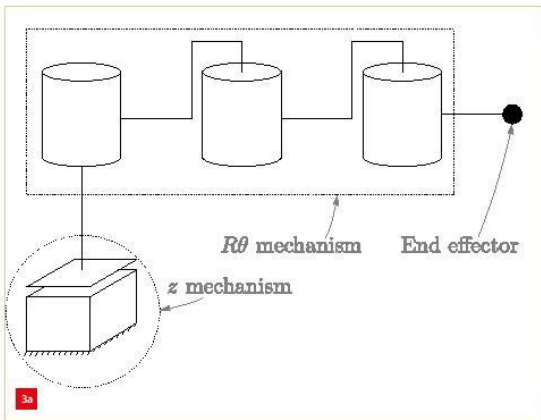 Rθ mechanism
End effector
z mechanism
3a